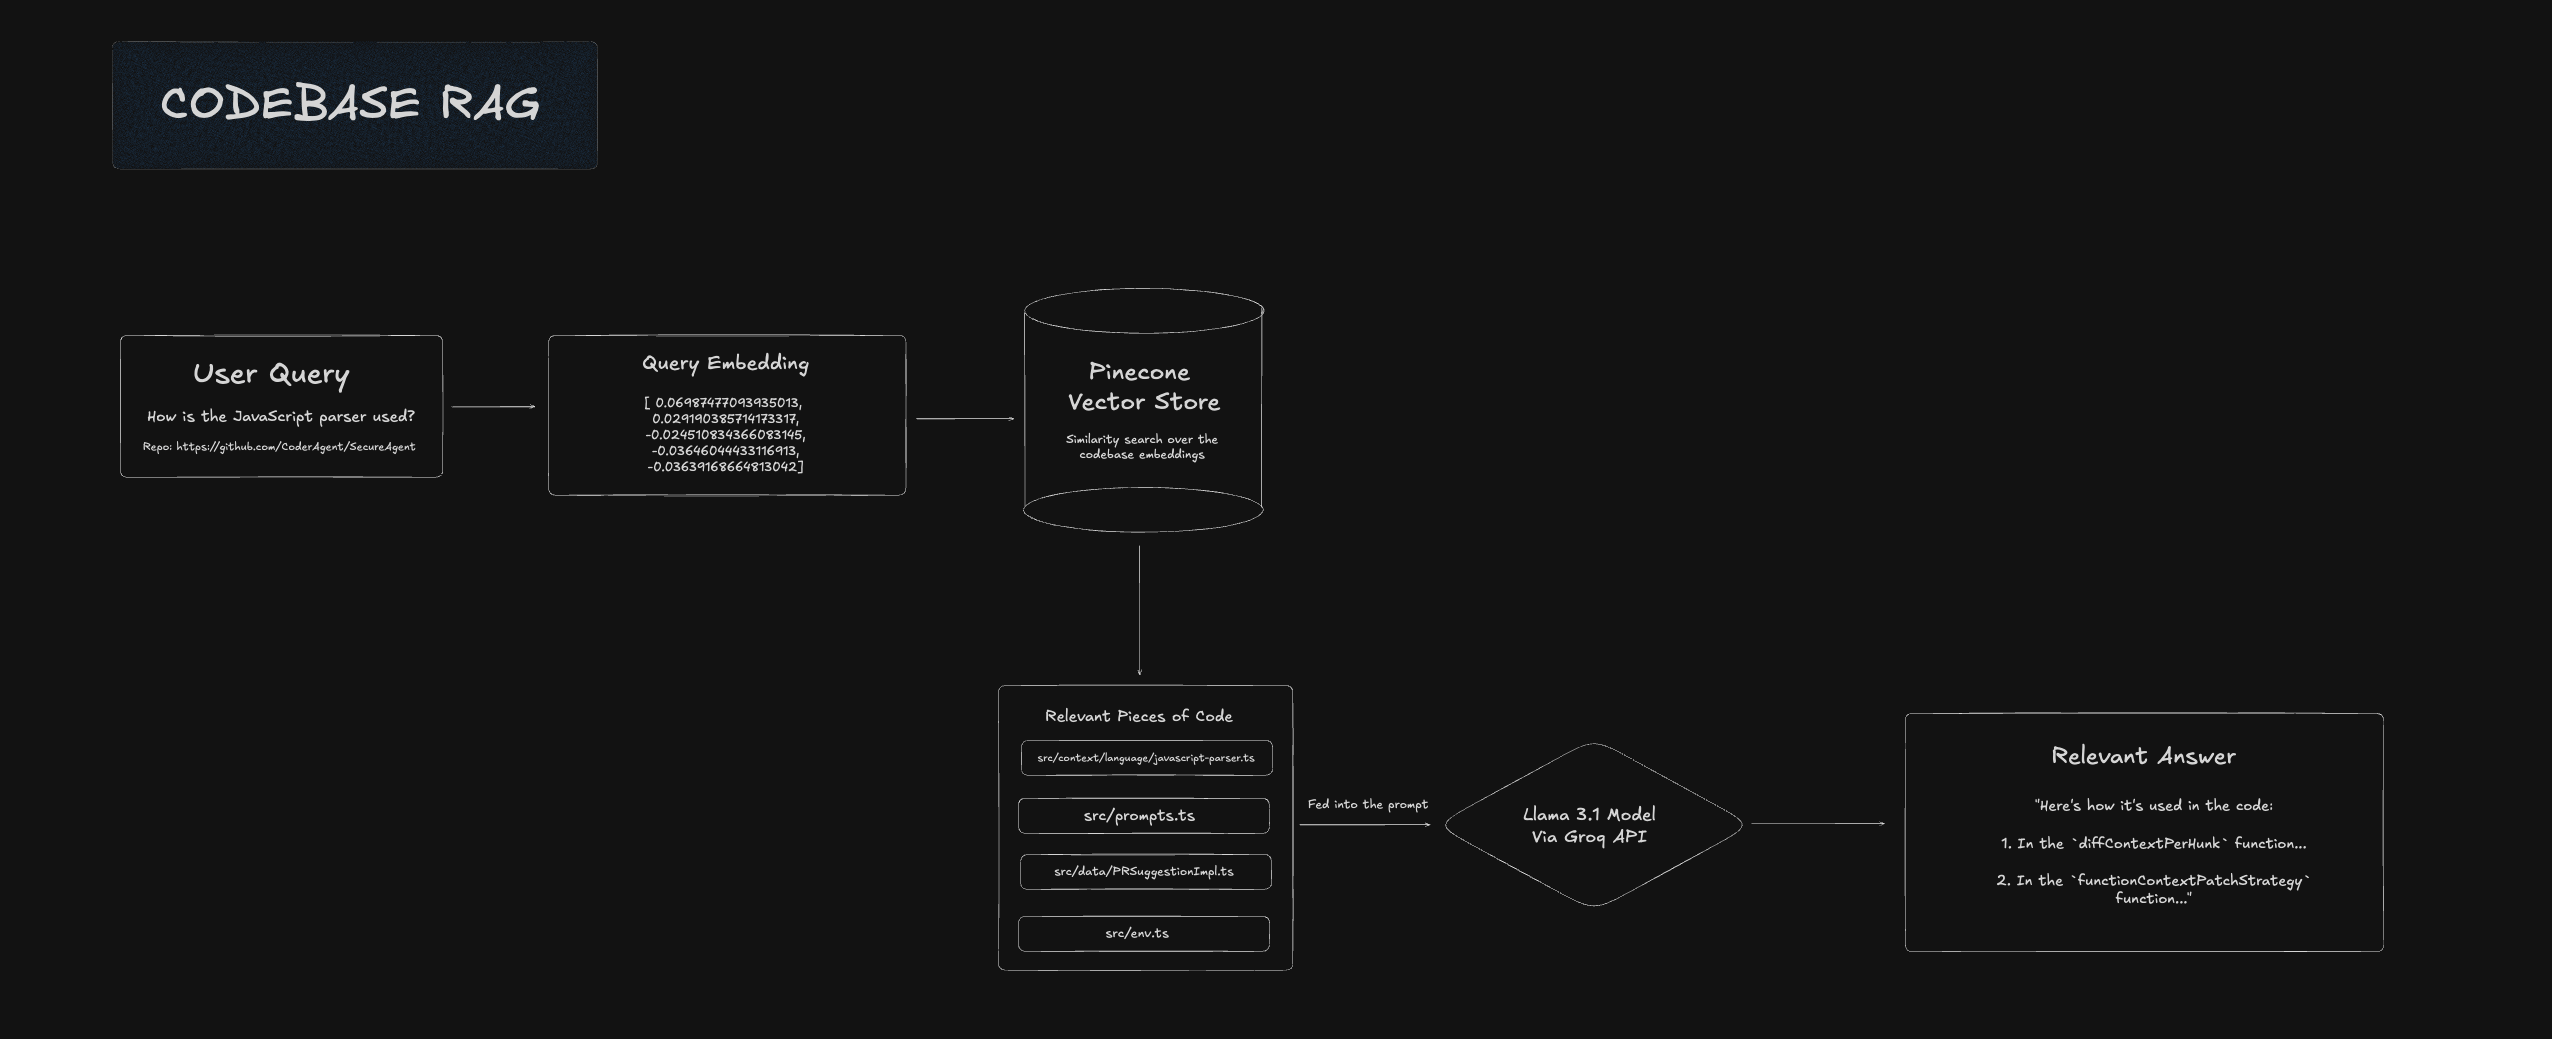 CODEBASE RAG
User Query
How is the JavaScript parser used?
Repo: https://github.com/CoderAgent/SecureAgent
Query Embedding
[ 0.06987477093935013,
0.029190385714173317,
-0.024510834366083145,
-0.03646044433116913,
-0.03639168664813042]
Pinecone
Vector Store
Similarity search over the
codebase embeddings
Relevant Pieces of Code
src/context/language/javascript-parser.ts
src/prompts.ts
src/data/PRSuggestionImpl.ts
src/env.ts
Fed into the prompt
Llama 3.1 Model
Via Groq API
Relevant Answer
"Here's how it's used in the code:
1. In the `diffContextPerHunk` function...
2. In the `functionContextPatchStrategy`
function..."